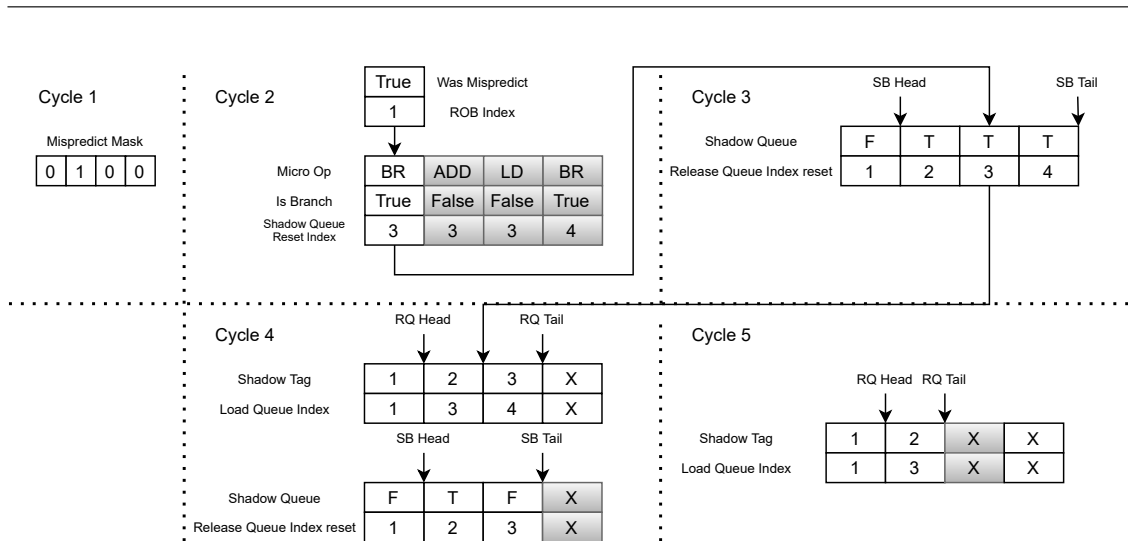 Cycle 1
Mispredict Mask
0 1 0 0
Cycle 2
True Was Mispredict
1 ROB Index
Micro Op BR ADD LD BR
Is Branch True False False True
Shadow Queue
Reset Index 3 3 3 4
Cycle 3
SB Head SB Tail
Shadow Queue F T T T
Release Queue Index reset 1 2 3 4
Cycle 4
RQ Head RQ Tail
Shadow Tag 1 2 3 X
Load Queue Index 1 3 4 X
SB Head SB Tail
Shadow Queue F T F X
Release Queue Index reset 1 2 3 X
Cycle 5
RQ Head RQ Tail
Shadow Tag 1 2 X X
Load Queue Index 1 3 X X